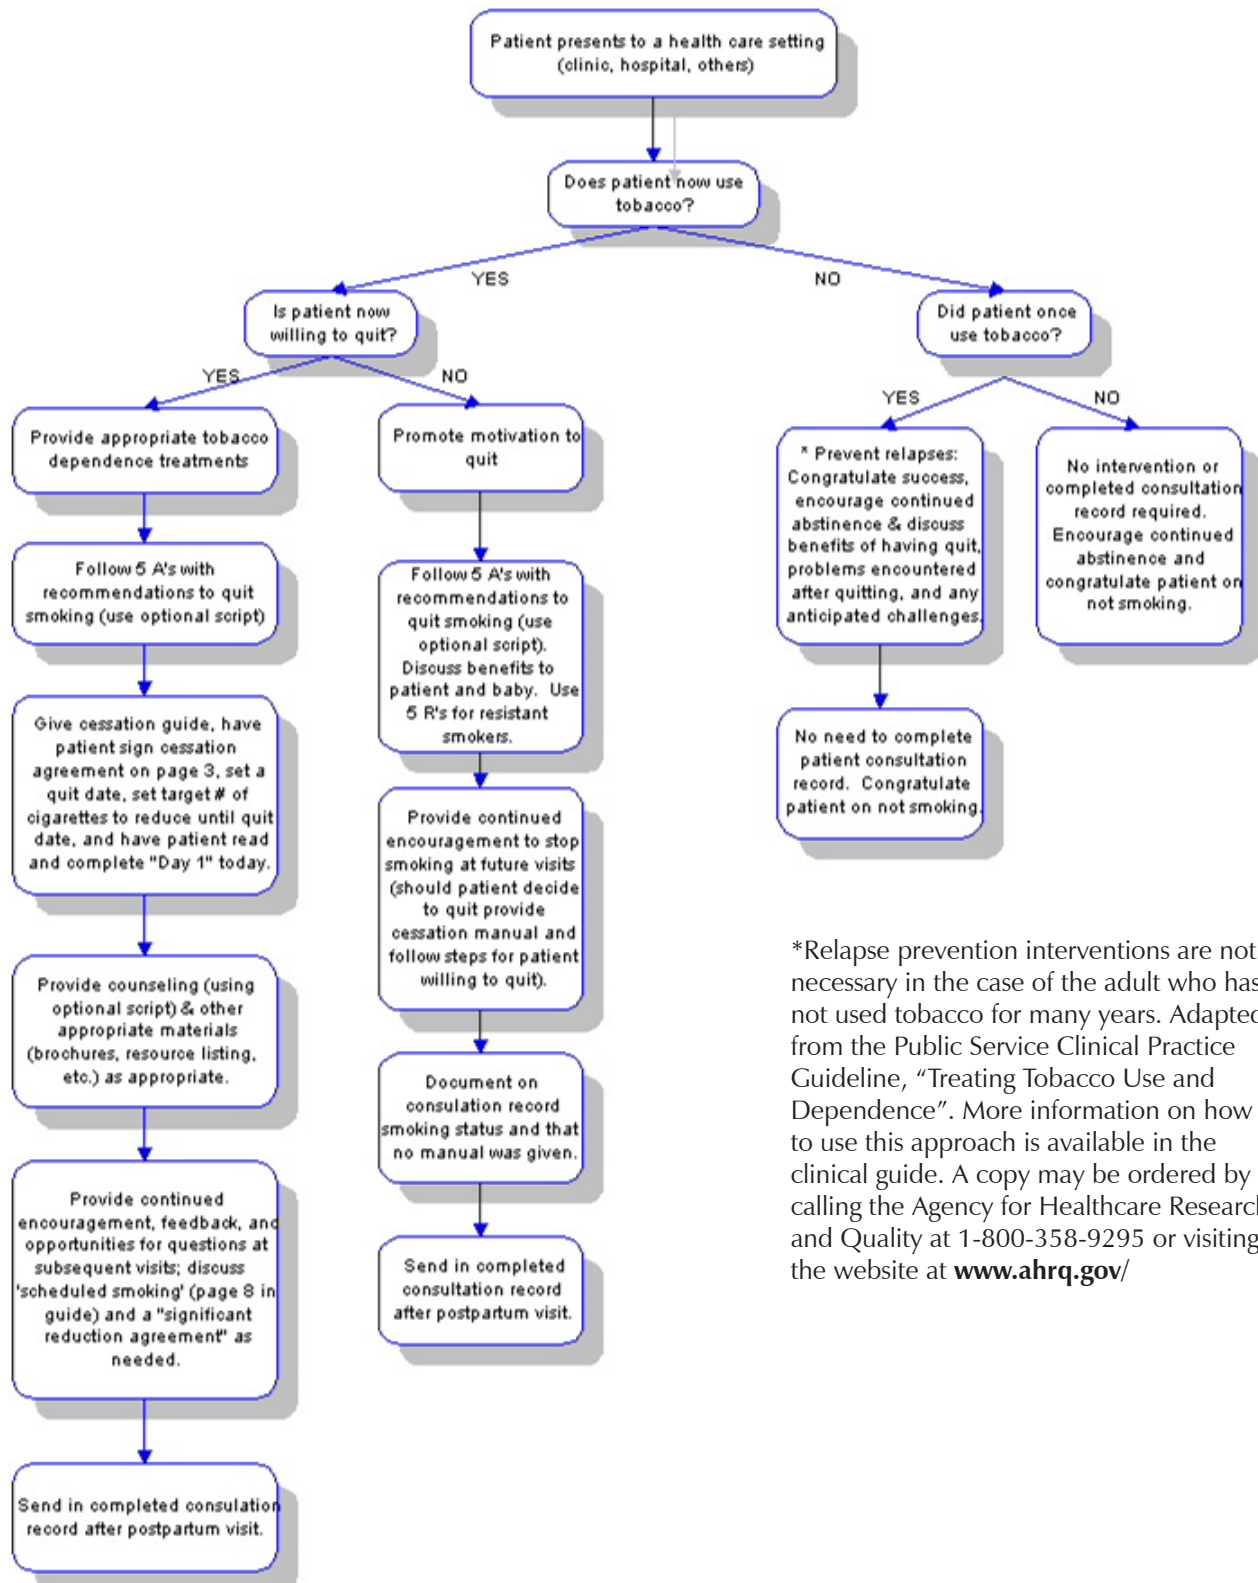 Patient presents to a health care setting
(clinic, hospital, others)
Does patient now use
tobacco?
YES
NO
Is patient now
willing to quit?
Did patient once
use tobacco?
YES
NO
YES
NO
Provide appropriate tobacco
dependence treatments
Promote motivation to
quit
* Prevent relapses:
Congratulate success,
encourage continued
abstinence & discuss
benefits of having quit,
problems encountered
after quitting, and any
anticipated challenges.
No intervention or
completed consultation
record required.
Encourage continued
abstinence and
congratulate patient on
not smoking.
Follow 5 A's with
recommendations to quit
smoking (use optional script)
Follow 5 A's with
recommendations to
quit smoking (use
optional script).
Discuss benefits to
patient and baby. Use
5 R's for resistant
smokers.
No need to complete
patient consultation
record. Congratulate
patient on not smoking.
Give cessation guide, have
patient sign cessation
agreement on page 3, set a
quit date, set target # of
cigarettes to reduce until quit
date, and have patient read
and complete "Day 1" today.
Provide continued
encouragement to stop
smoking at future visits
(should patient decide
to quit provide
cessation manual and
follow steps for patient
willing to quit).
Provide counseling (using
optional script) & other
appropriate materials
(brochures, resource listing,
etc.) as appropriate.
Document on
consulation record
smoking status and that
no manual was given.
Provide continued
encouragement, feedback, and
opportunities for questions at
subsequent visits; discuss
'scheduled smoking' (page 8 in
guide) and a "significant
reduction agreement" as
needed.
Send in completed
consultation record
after postpartum visit.
Send in completed consulation
record after postpartum visit.
*Relapse prevention interventions are not
necessary in the case of the adult who has
not used tobacco for many years. Adapted
from the Public Service Clinical Practice
Guideline, “Treating Tobacco Use and
Dependence”. More information on how
to use this approach is available in the
clinical guide. A copy may be ordered by
calling the Agency for Healthcare Research
and Quality at 1-800-358-9295 or visiting
the website at www.ahrq.gov/